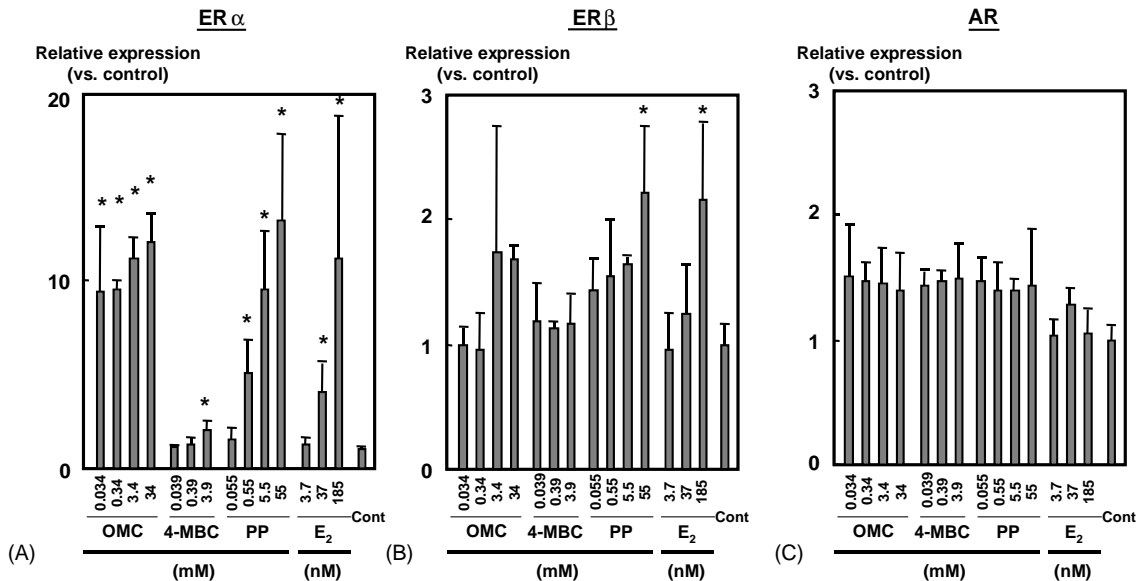 ER α
Relative expression
(vs. control)
20
10
0
* * * * * * * * * *
0.034 0.34 3.4 34 0.039 0.39 3.9 0.055 0.55 5.5 55 3.7 37 185
Cont
OMC 4-MBC PP E2
(A)
(mM) (nM)
ER β
Relative expression
(vs. control)
3
2
1
0
* *
0.034 0.34 3.4 34 0.039 0.39 3.9 0.055 0.55 5.5 55 3.7 37 185
Cont
OMC 4-MBC PP E2
(B)
(mM) (nM)
AR
Relative expression
(vs. control)
3
2
1
0
0.034 0.34 3.4 34 0.039 0.39 3.9 0.055 0.55 5.5 55 3.7 37 185
Cont
OMC 4-MBC PP E2
(C)
(mM) (nM)